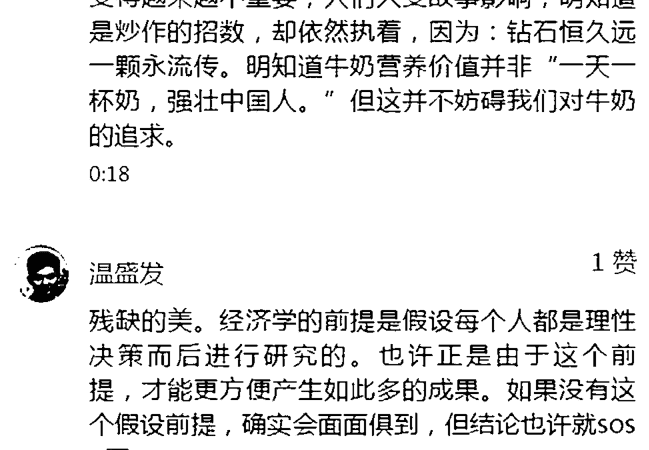 是炒作的招数，却依然执着，因为：钻石恒久远
一颗永流传。明知道牛奶营养价值并非“一天一
杯奶，强壮中国人。”但这并不妨碍我们对牛奶
的追求。
0:18
温盛发
1 赞
残缺的美。经济学的前提是假设每个人都是理性
决策而后进行研究的。也许正是由于这个前
提，才能更方便产生如此多的成果。如果没有这
个假设前提，确实会面面俱到，但结论也许就sos